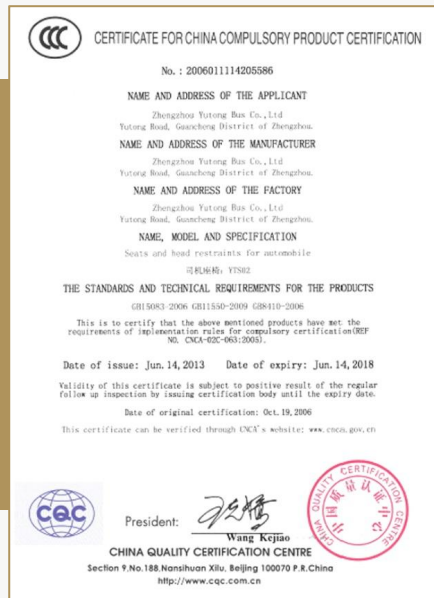 CERTIFICATE FOR CHINA COMPULSORY PRODUCT CERTIFICATION
No. : 2006011114205586
NAME AND ADDRESS OF THE APPLICANT
Zhengzhou Yutong Bus Co., Ltd
Yutong Road, Guancheng District of Zhengzhou.
NAME AND ADDRESS OF THE MANUFACTURER
Zhengzhou Yutong Bus Co., Ltd
Yutong Road, Guancheng District of Zhengzhou.
NAME AND ADDRESS OF THE FACTORY
Zhengzhou Yutong Bus Co., Ltd
Yutong Road, Guancheng District of Zhengzhou.
NAME, MODEL AND SPECIFICATION
Seats and head restraints for automobile
司机座椅: YTS02
THE STANDARDS AND TECHNICAL REQUIREMENTS FOR THE PRODUCTS
GB15083-2006 GB11550-2009 GB8410-2006
This is to certify that the above mentioned products have met the
requirements of implementation rules for compulsory certification(REF
NO. CNCA-02C-063:2005).
Date of issue: Jun. 14, 2013 Date of expiry: Jun. 14, 2018
Validity of this certificate is subject to positive result of the regular
follow up inspection by issuing certification body until the expiry date.
Date of original certification: Oct. 19, 2006
This certificate can be verified through CNCA's website: www.cnca.gov.cn
CQC
President:
Wang Kejiao
CHINA QUALITY CERTIFICATION CENTRE
中国质量认证中心
CHINA QUALITY CERTIFICATION CENTRE
Section 9, No. 188, Nansihuan Xilu, Beijing 100070 P.R.China
http://www.cqc.com.cn